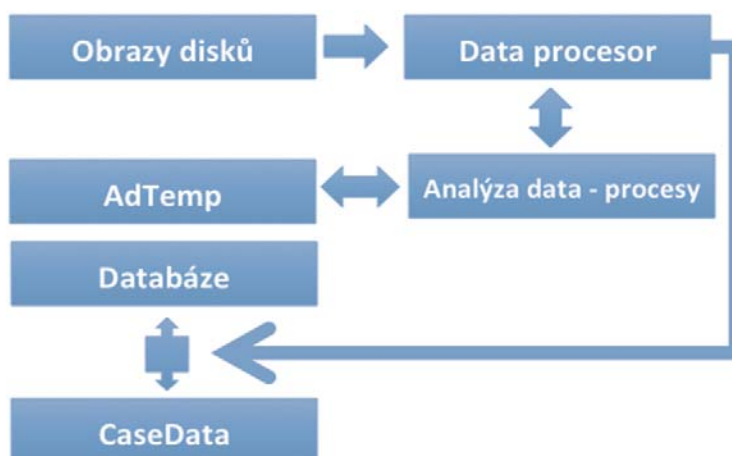 Obrazy disků
Data procesor
AdTemp
Analýza data - procesy
Databáze
CaseData